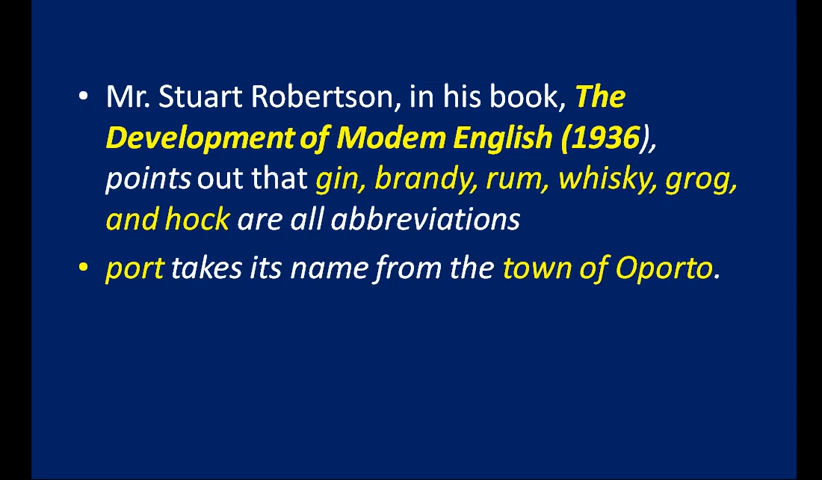 • Mr. Stuart Robertson, in his book, The
Development of Modem English (1936),
points out that gin, brandy, rum, whisky, grog,
and hock are all abbreviations
• port takes its name from the town of Oporto.